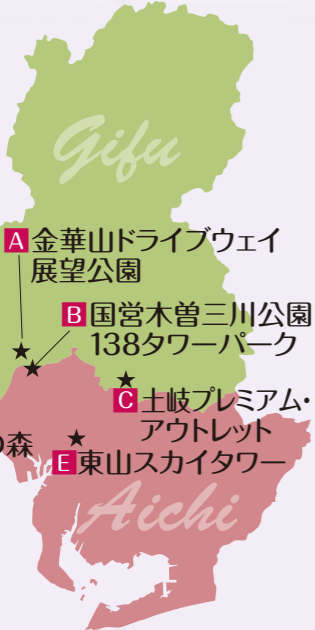 Gifu
A 金華山ドライブウェイ
展望公園
B 国営木曽三川公園
138タワーパーク
C 土岐プレミアム・
アウトレット
の森
E 東山スカイタワー
Aichi